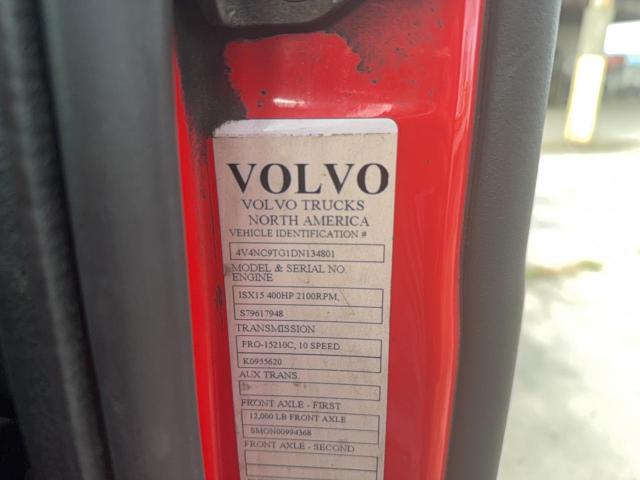 VOLVO
VOLVO TRUCKS
NORTH AMERICA
VEHICLE IDENTIFICATION #
4V4NC9TG1DN134801
MODEL & SERIAL NO.
ENGINE
ISX15 400HP 2100RPM,
S79617948
TRANSMISSION
FRO-15210C, 10 SPEED
K0955620
AUX TRANS.
FRONT AXLE - FIRST
12,000 LB FRONT AXLE
SMON00994368
FRONT AXLE - SECOND